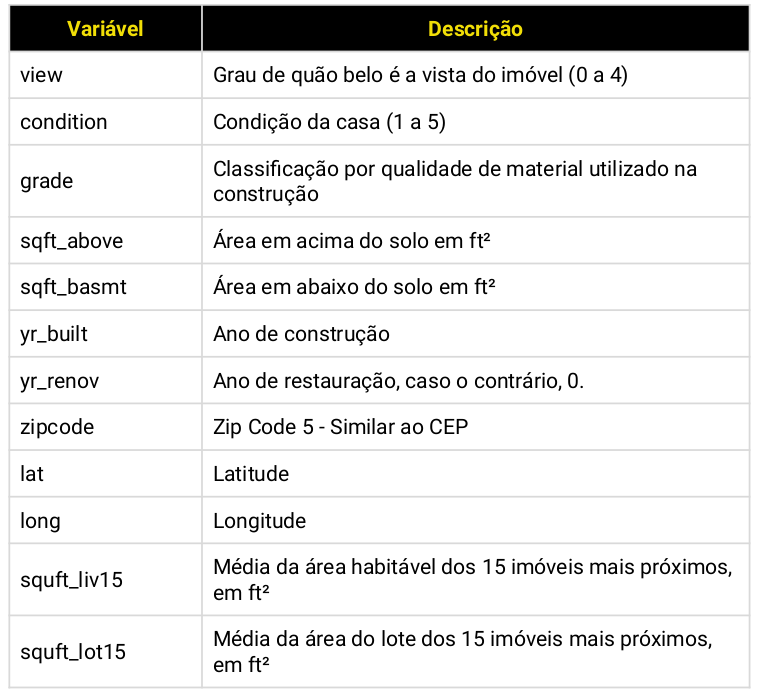 Variável Descrição
view Grau de quão belo é a vista do imóvel (0 a 4)
condition Condição da casa (1 a 5)
grade Classificação por qualidade de material utilizado na
construção
sqft_above Área em acima do solo em ft²
sqft_basmt Área em abaixo do solo em ft²
yr_built Ano de construção
yr_renov Ano de restauração, caso o contrário, 0.
zipcode Zip Code 5 - Similar ao CEP
lat Latitude
long Longitude
squft_liv15 Média da área habitável dos 15 imóveis mais próximos,
em ft²
squft_lot15 Média da área do lote dos 15 imóveis mais próximos,
em ft²